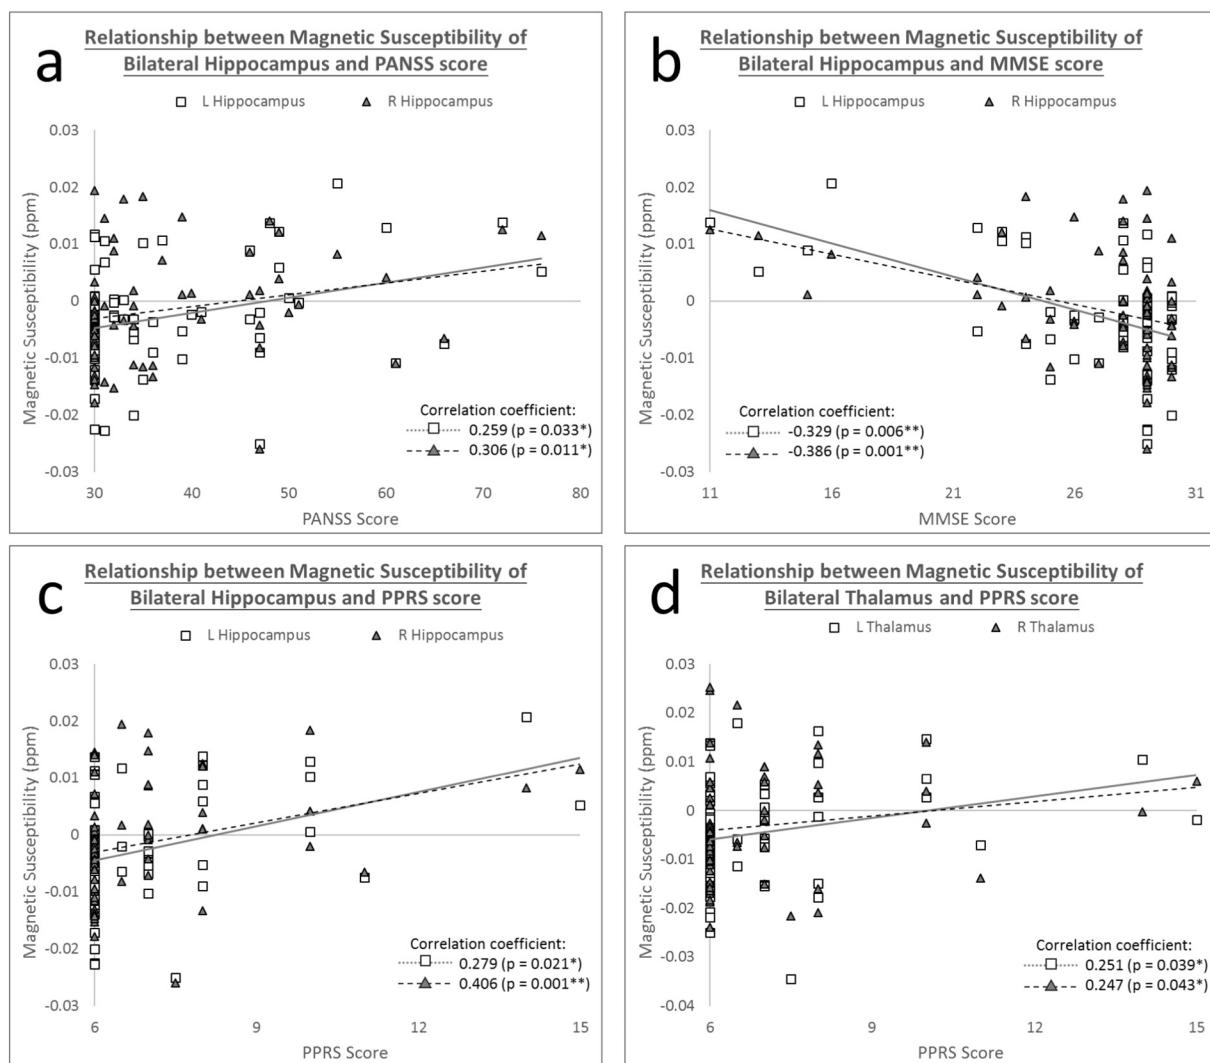 a
Relationship between Magnetic Susceptibility of
Bilateral Hippocampus and PANSS score
L Hippocampus R Hippocampus
Magnetic Susceptibility (ppm)
0.03
0.02
0.01
0
-0.01
-0.02
-0.03
Correlation coefficient:
0.259 (p = 0.033*)
0.306 (p = 0.011*)
30 40 50 60 70 80
PANSS Score
b
Relationship between Magnetic Susceptibility of
Bilateral Hippocampus and MMSE score
L Hippocampus R Hippocampus
Magnetic Susceptibility (ppm)
0.03
0.02
0.01
0
-0.01
-0.02
-0.03
Correlation coefficient:
-0.329 (p = 0.006**)
-0.386 (p = 0.001**)
11 16 21 26 31
MMSE Score
c
Relationship between Magnetic Susceptibility of
Bilateral Hippocampus and PPRS score
L Hippocampus R Hippocampus
Magnetic Susceptibility (ppm)
0.03
0.02
0.01
0
-0.01
-0.02
-0.03
Correlation coefficient:
0.279 (p = 0.021*)
0.406 (p = 0.001**)
6 9 12 15
PPRS Score
d
Relationship between Magnetic Susceptibility of
Bilateral Thalamus and PPRS score
L Thalamus R Thalamus
Magnetic Susceptibility (ppm)
0.03
0.02
0.01
0
-0.01
-0.02
-0.03
-0.04
Correlation coefficient:
0.251 (p = 0.039*)
0.247 (p = 0.043*)
6 9 12 15
PPRS Score